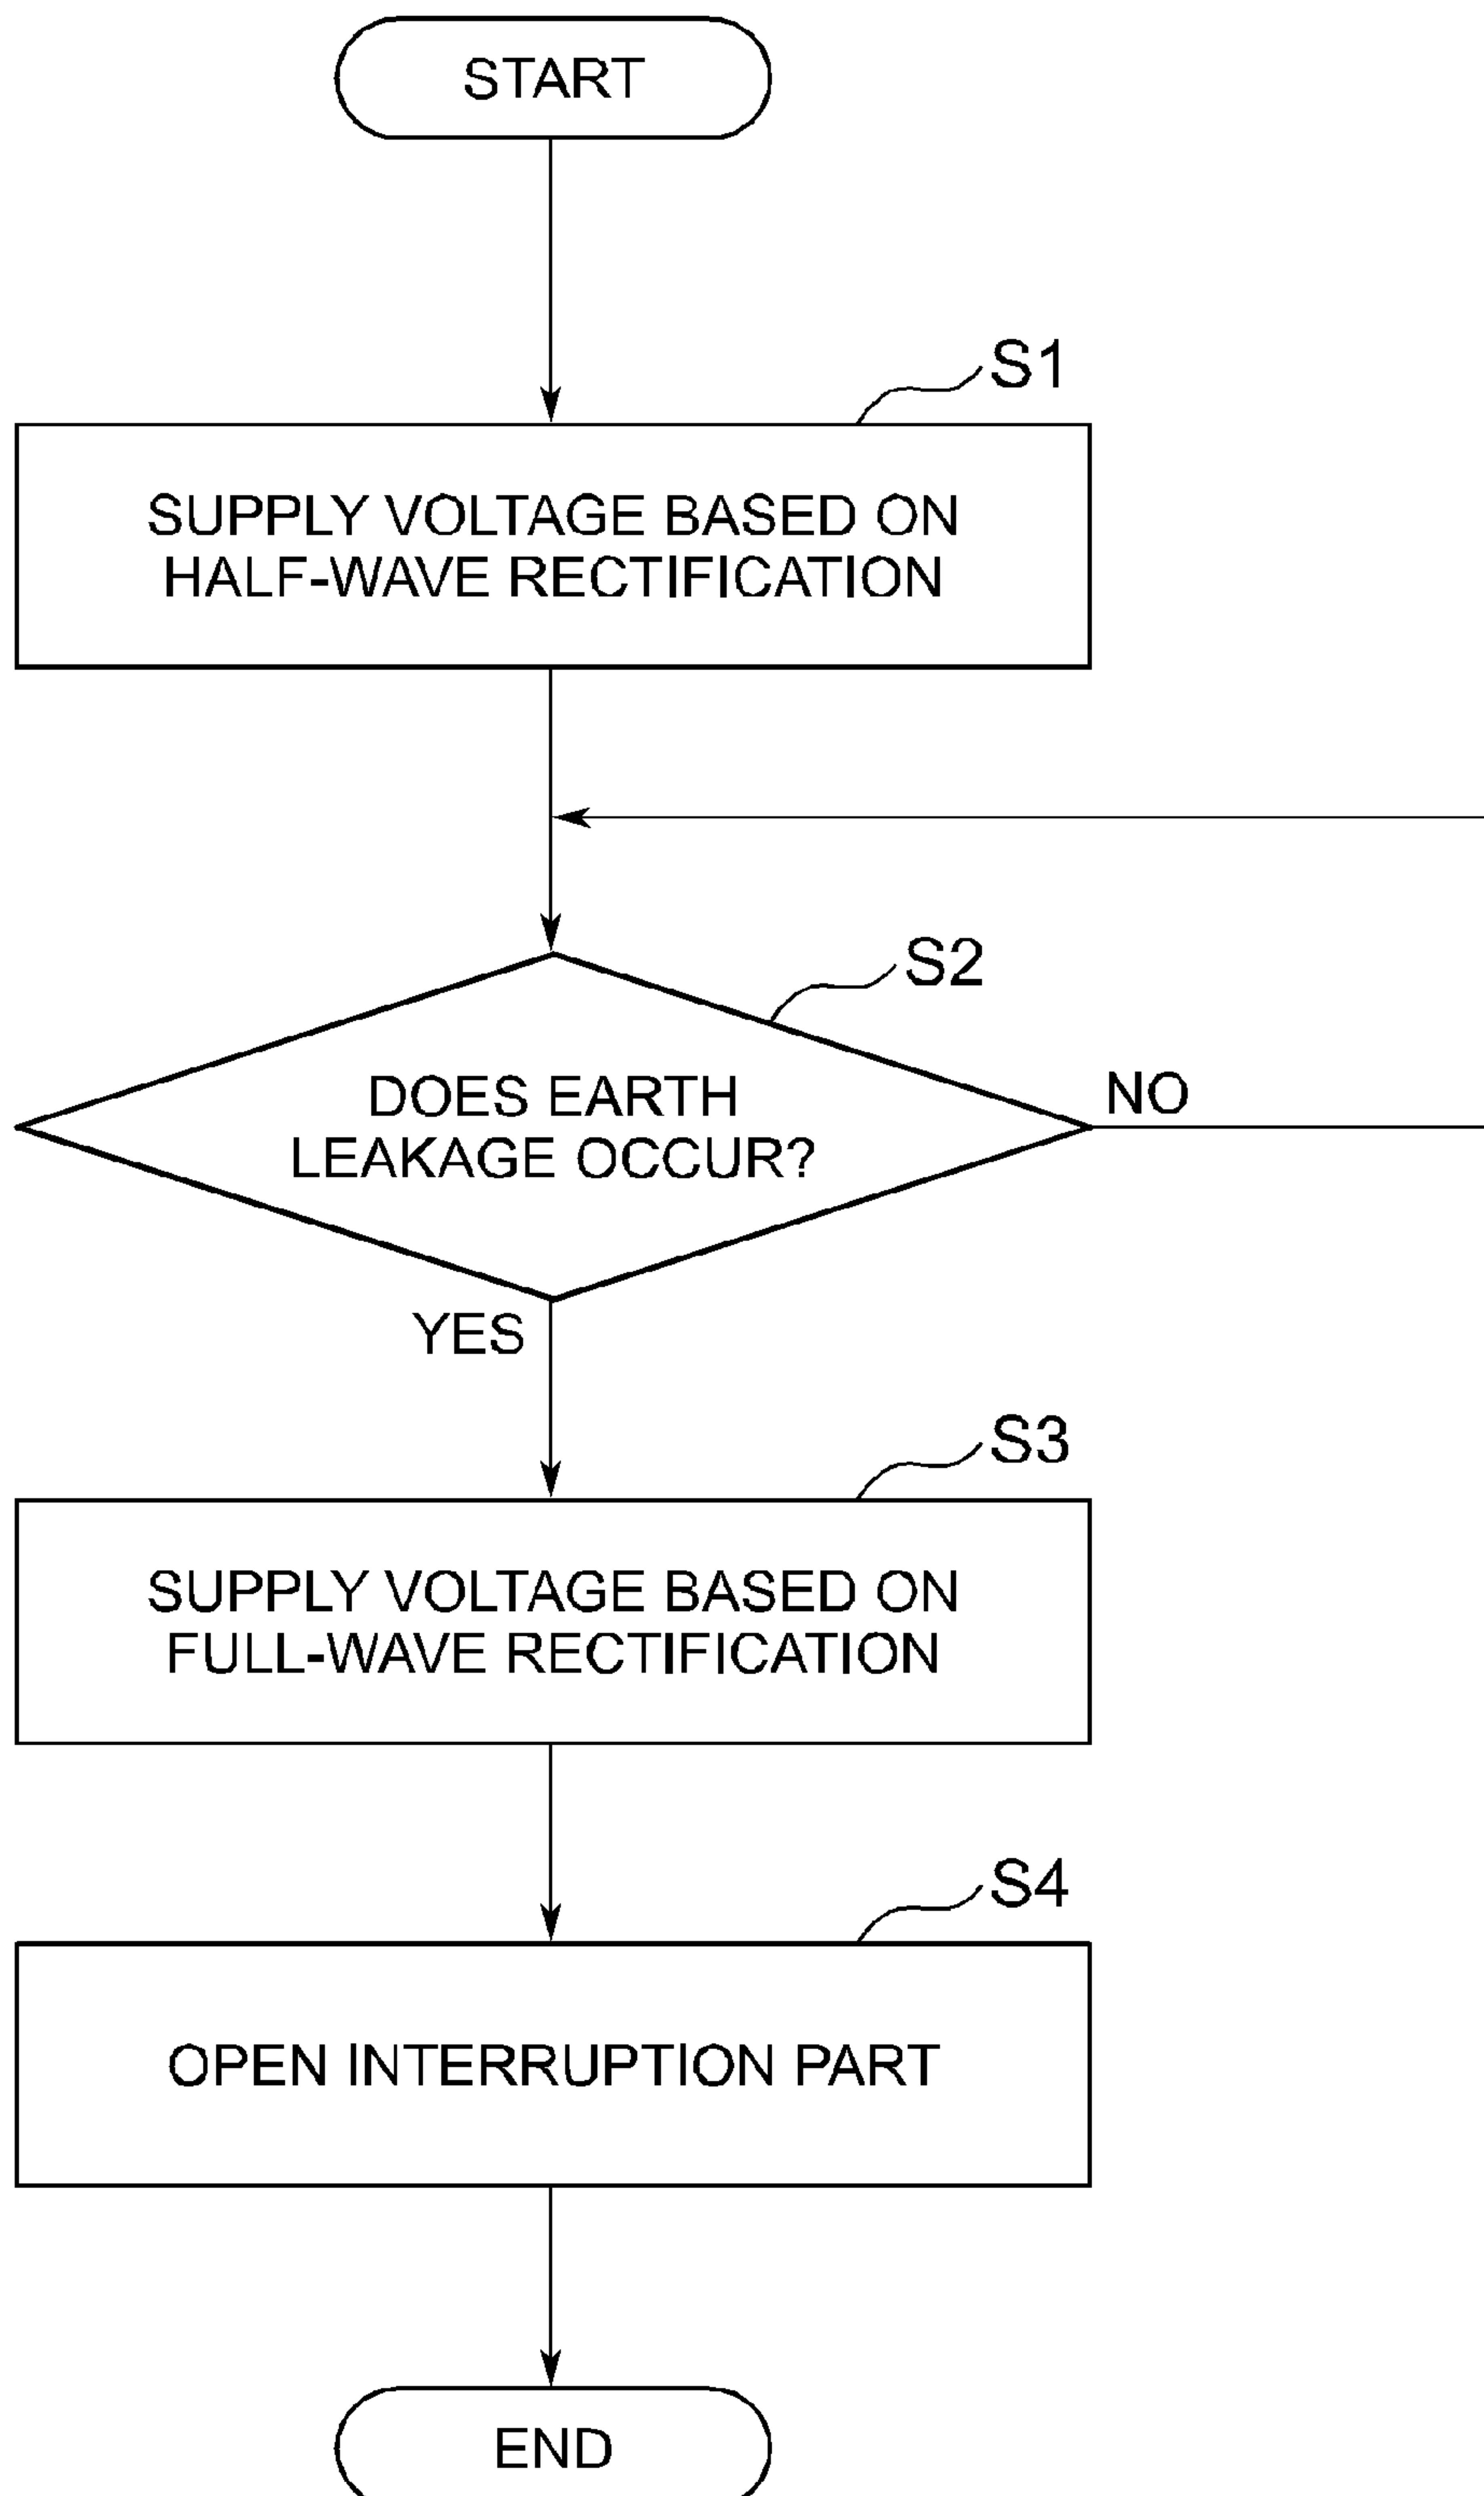 START
S1
SUPPLY VOLTAGE BASED ON
HALF-WAVE RECTIFICATION
S2
DOES EARTH
LEAKAGE OCCUR?
NO
YES
S3
SUPPLY VOLTAGE BASED ON
FULL-WAVE RECTIFICATION
S4
OPEN INTERRUPTION PART
END